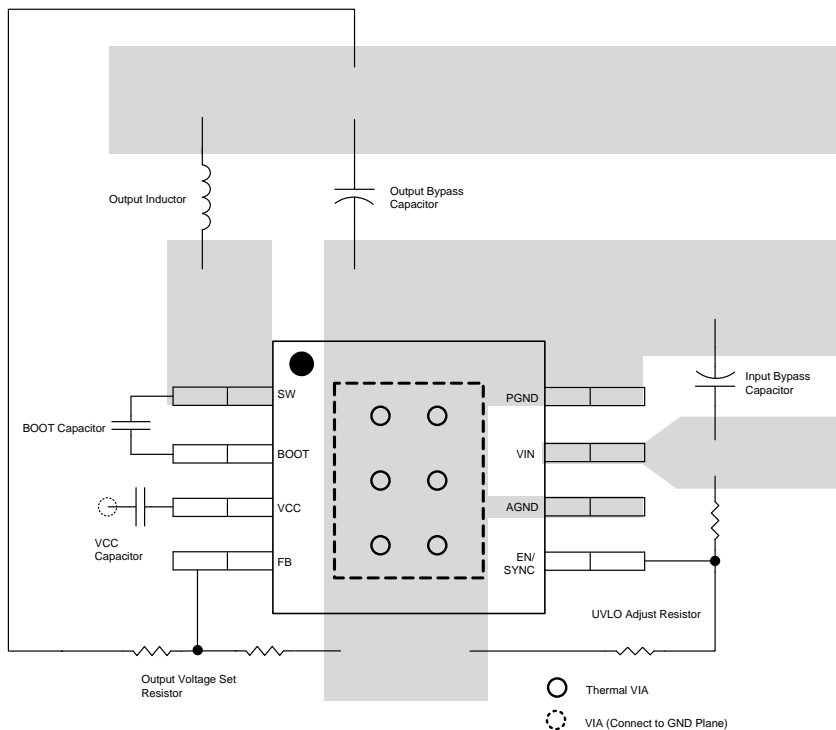 Output Inductor
Output Bypass
Capacitor
Input Bypass
Capacitor
BOOT Capacitor
SW
BOOT
VCC
FB
PGND
VIN
AGND
EN/
SYNC
VCC
Capacitor
UVLO Adjust Resistor
Output Voltage Set
Resistor
Thermal VIA
VIA (Connect to GND Plane)